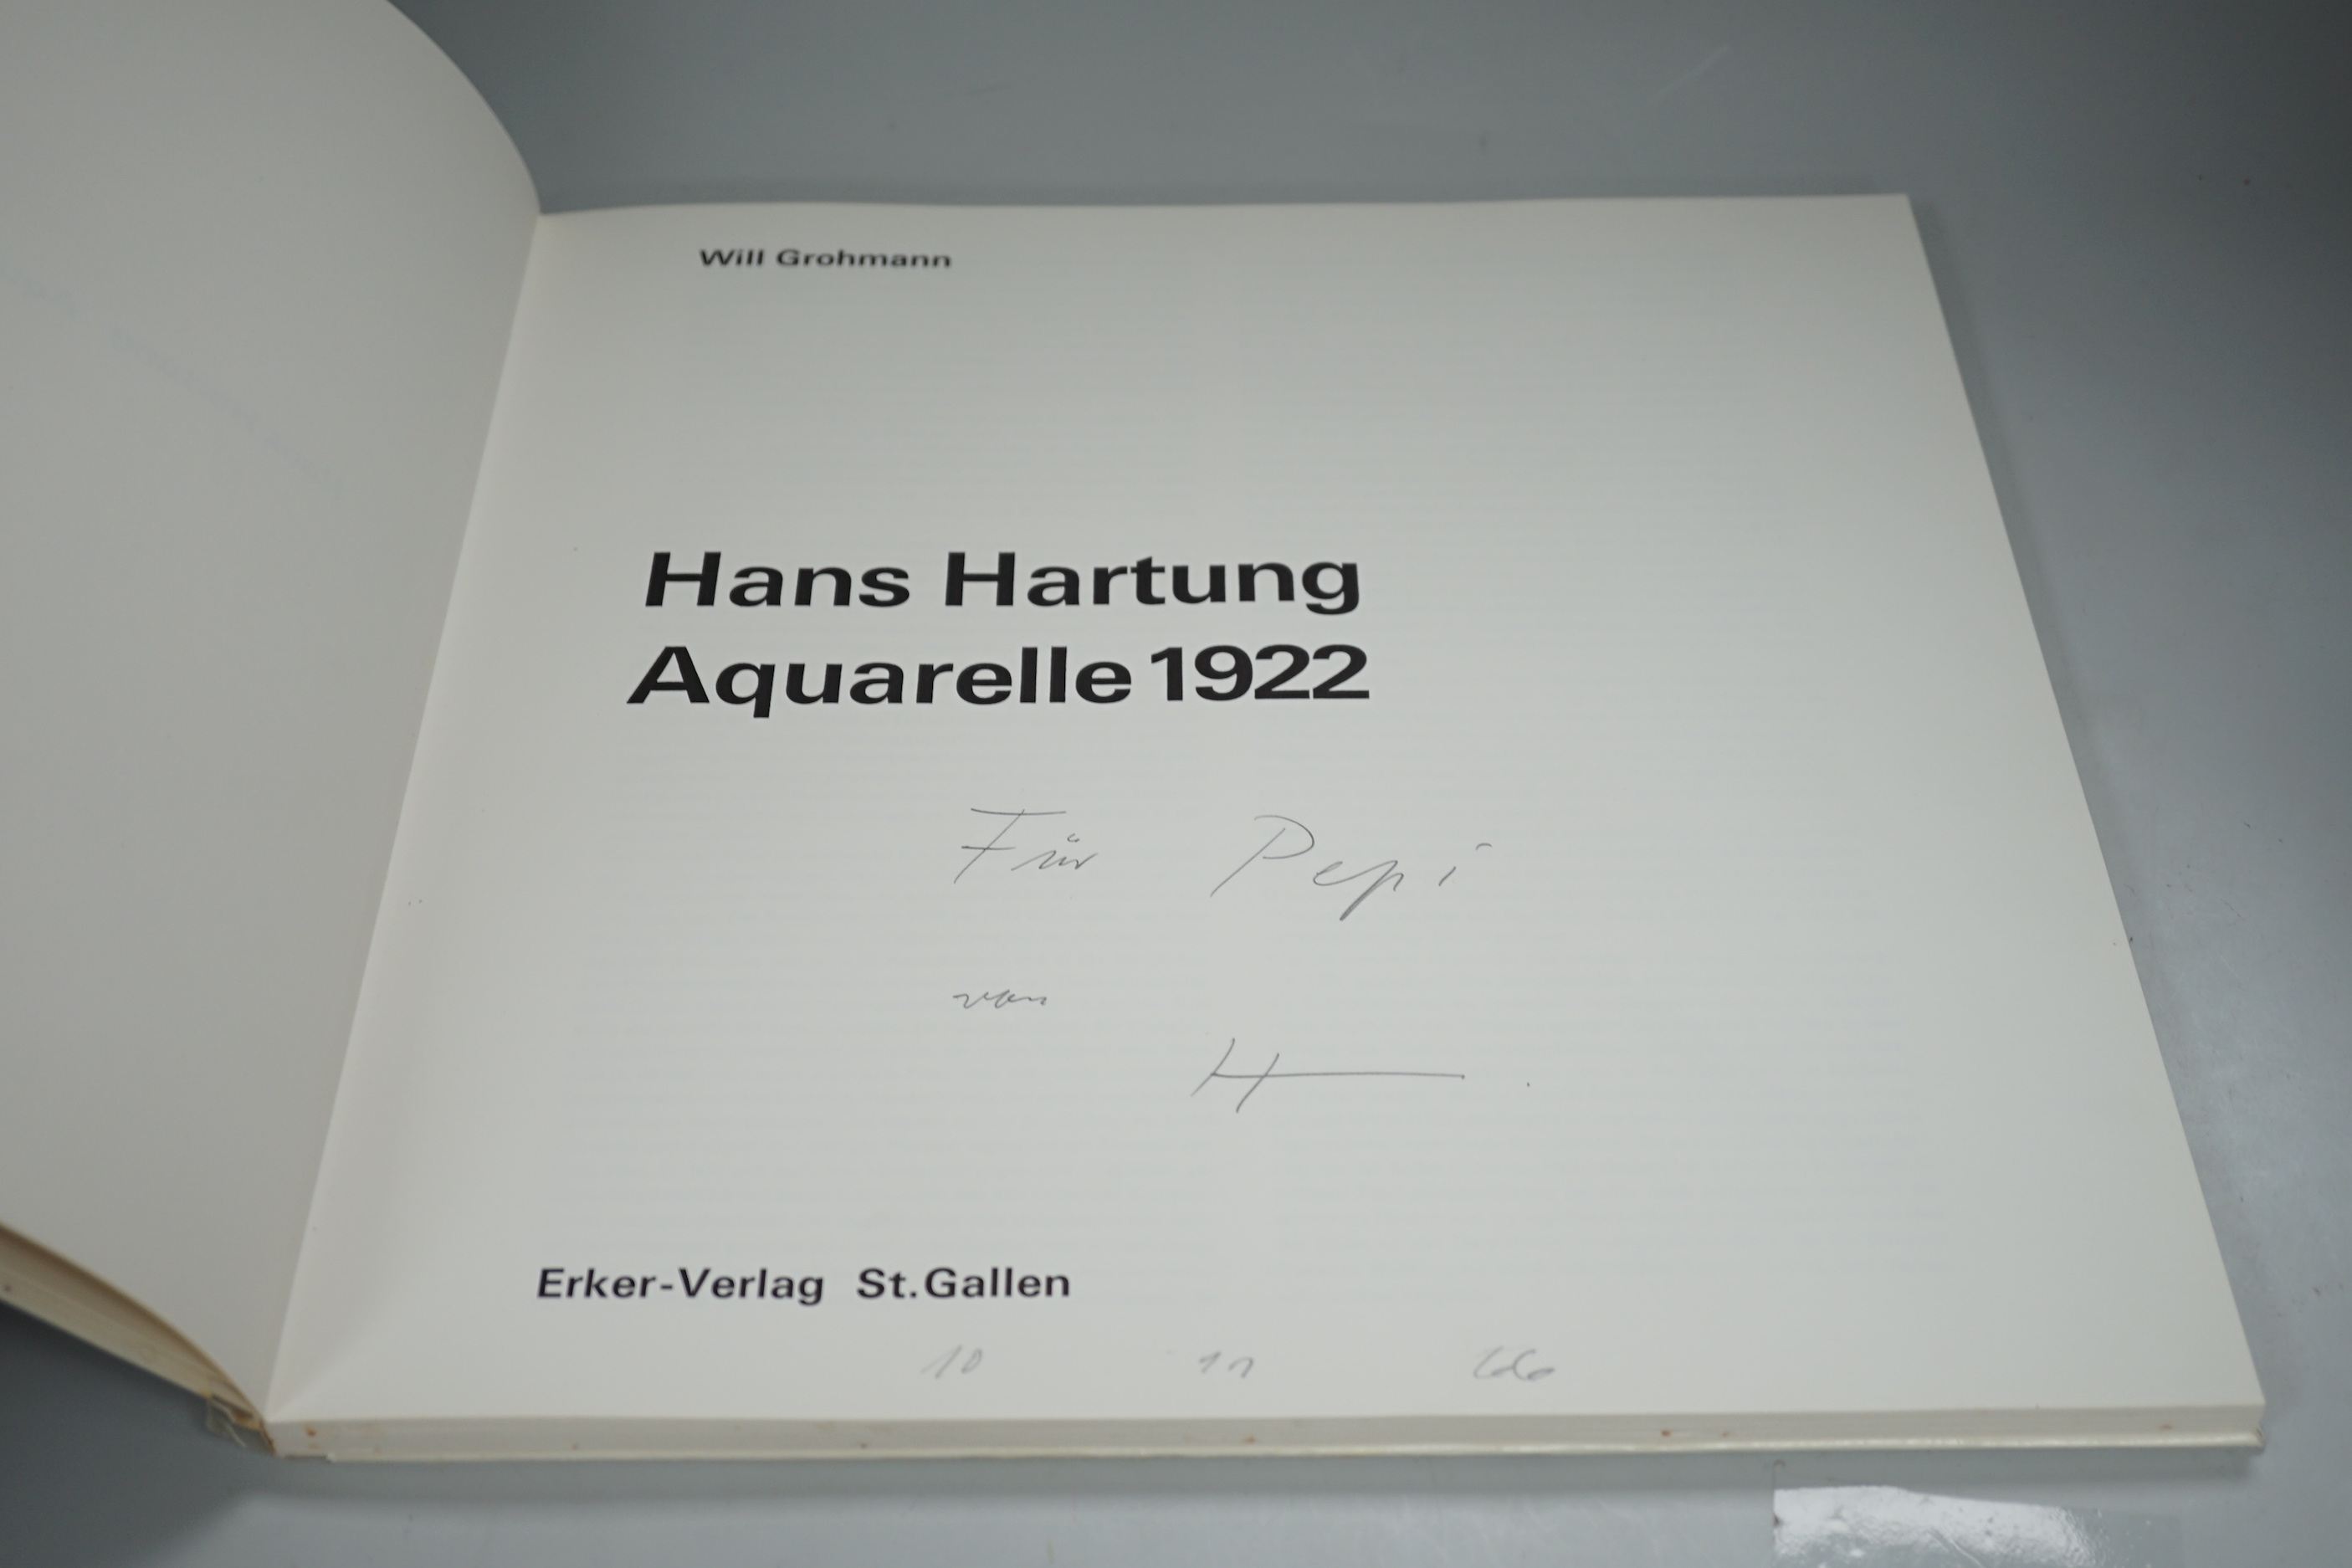 Will Grohmann
Hans Hartung
Aquarelle 1922
Für Pepi
von
H
Erker-Verlag St.Gallen
10 11 66